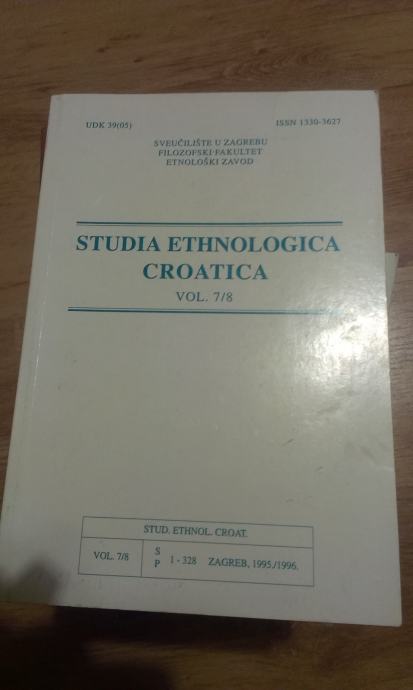 UDK 39(05) ISSN 1330-3627
SVEUČILIŠTE U ZAGREBU
FILOZOFSKI FAKULTET
ETNOLOŠKI ZAVOD
STUDIA ETHNOLOGICA
CROATICA
VOL. 7/8
STUD. ETHNOL. CROAT.
VOL. 7/8 S P 1 - 328 ZAGREB, 1995./1996.